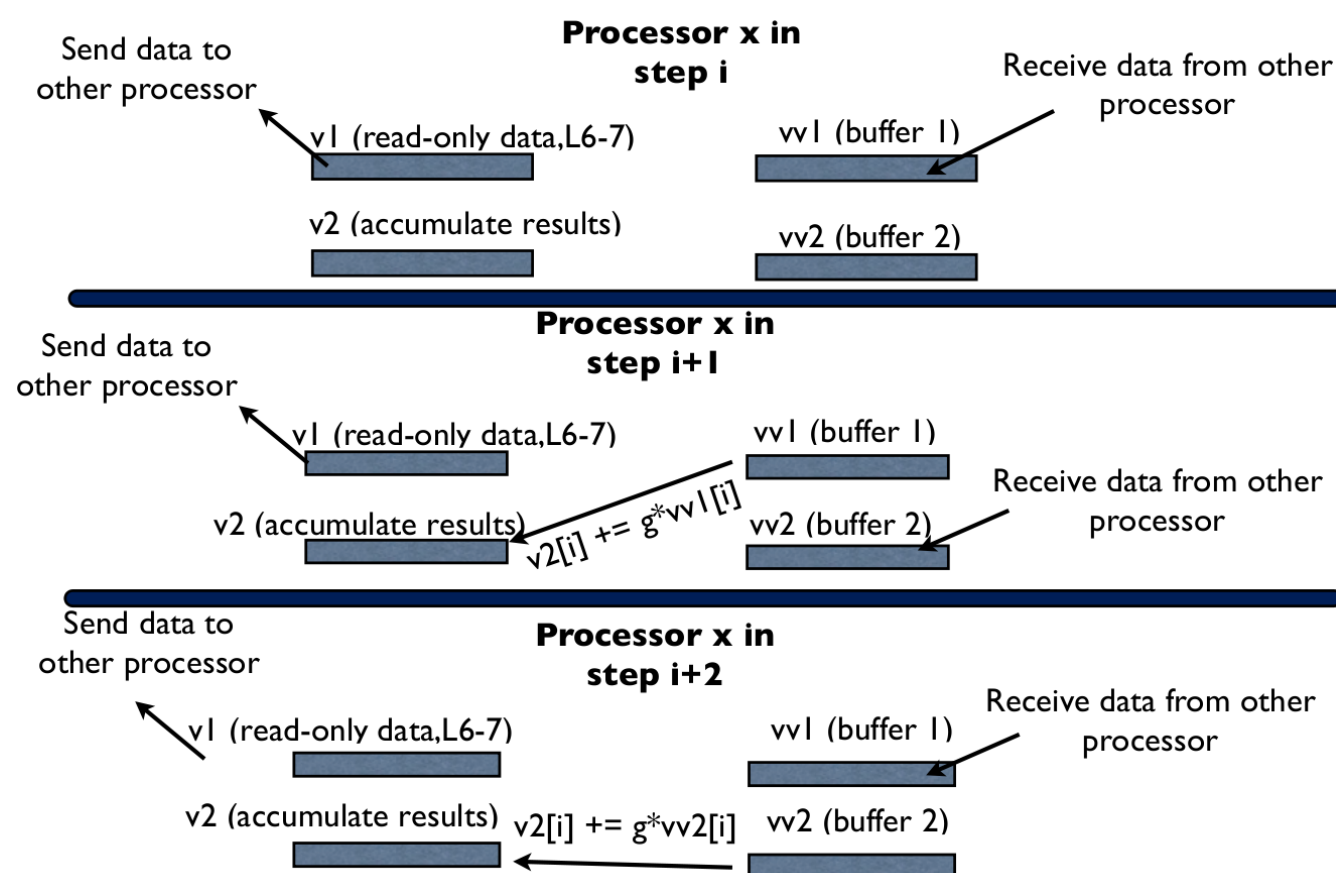 Processor x in
step i
Send data to
other processor
Receive data from other
processor
v1 (read-only data,L6-7)
vv1 (buffer 1)
v2 (accumulate results)
vv2 (buffer 2)
Processor x in
step i+1
Send data to
other processor
v1 (read-only data,L6-7)
vv1 (buffer 1)
Receive data from other
processor
v2 (accumulate results)
v2[i] += g*vv1[i]
vv2 (buffer 2)
Send data to
other processor
Processor x in
step i+2
Receive data from other
processor
v1 (read-only data,L6-7)
vv1 (buffer 1)
v2 (accumulate results)
v2[i] += g*vv2[i]
vv2 (buffer 2)